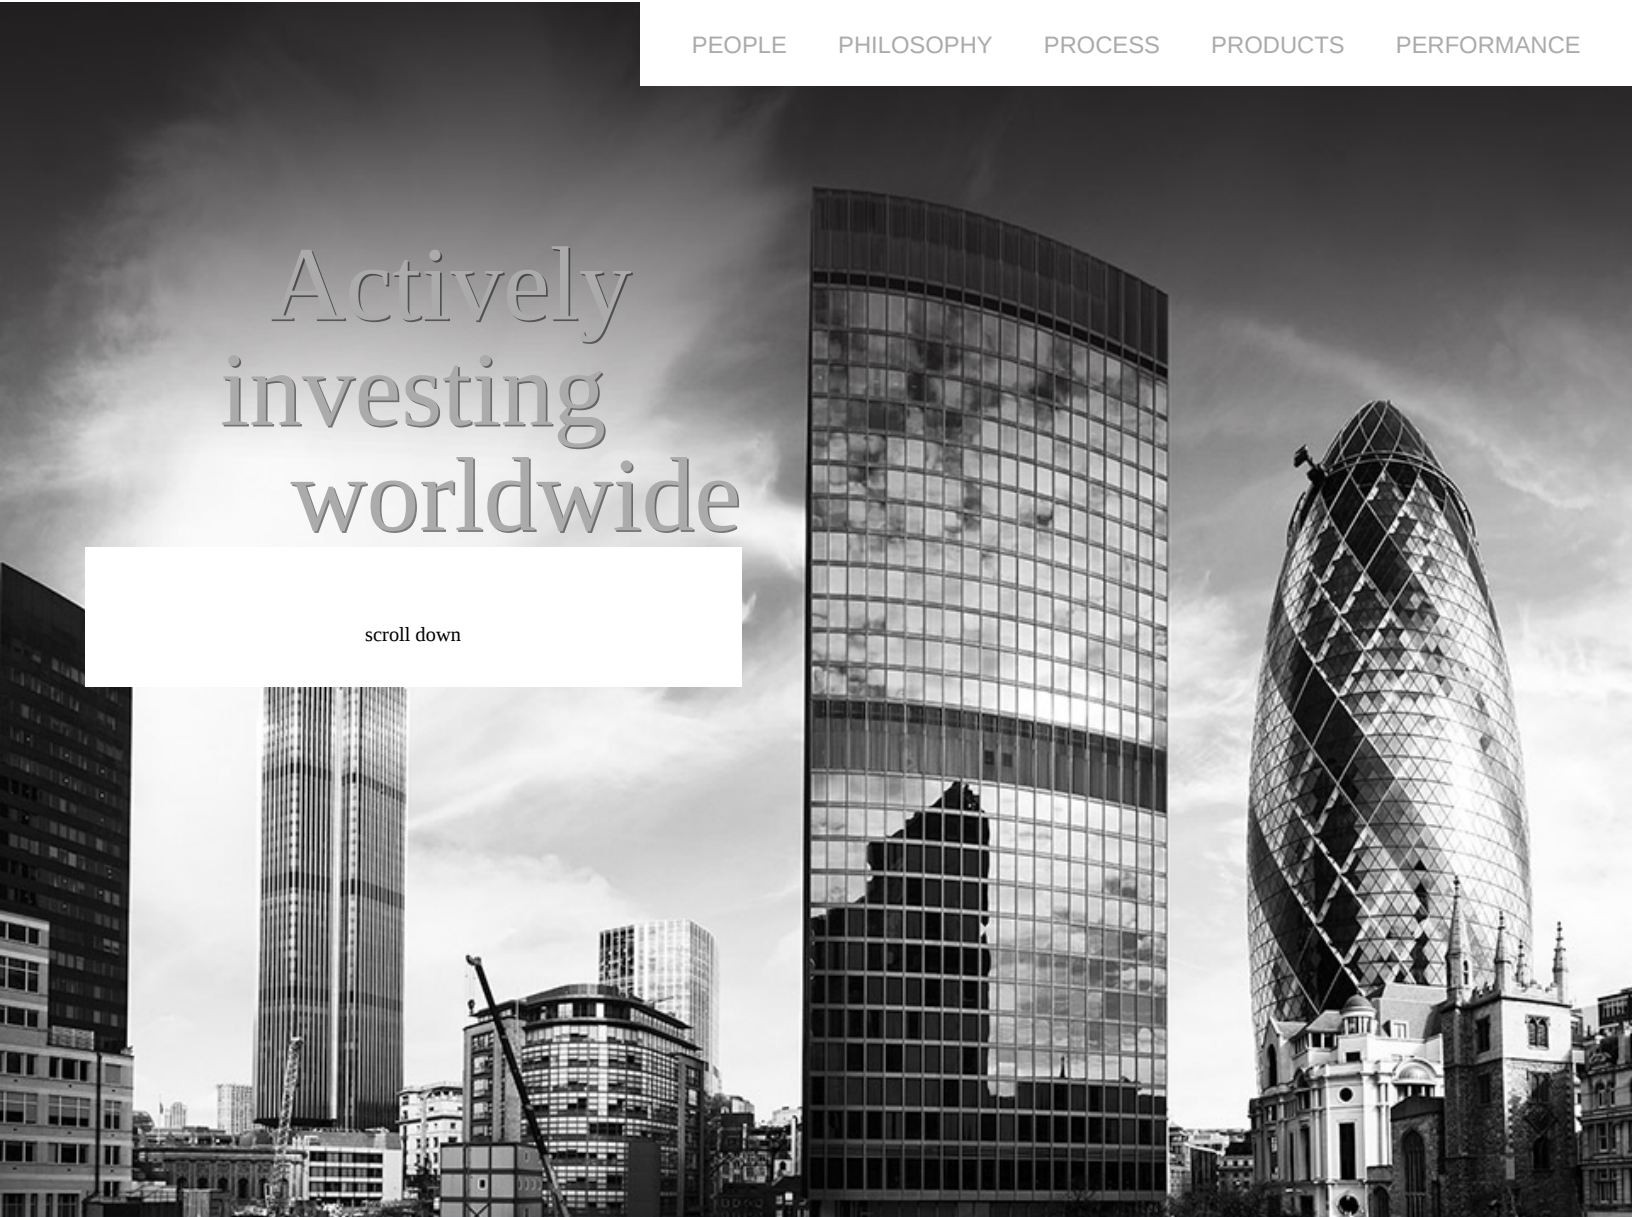 PEOPLE PHILOSOPHY PROCESS PRODUCTS PERFORMANCE
Actively
investing
worldwide
scroll down